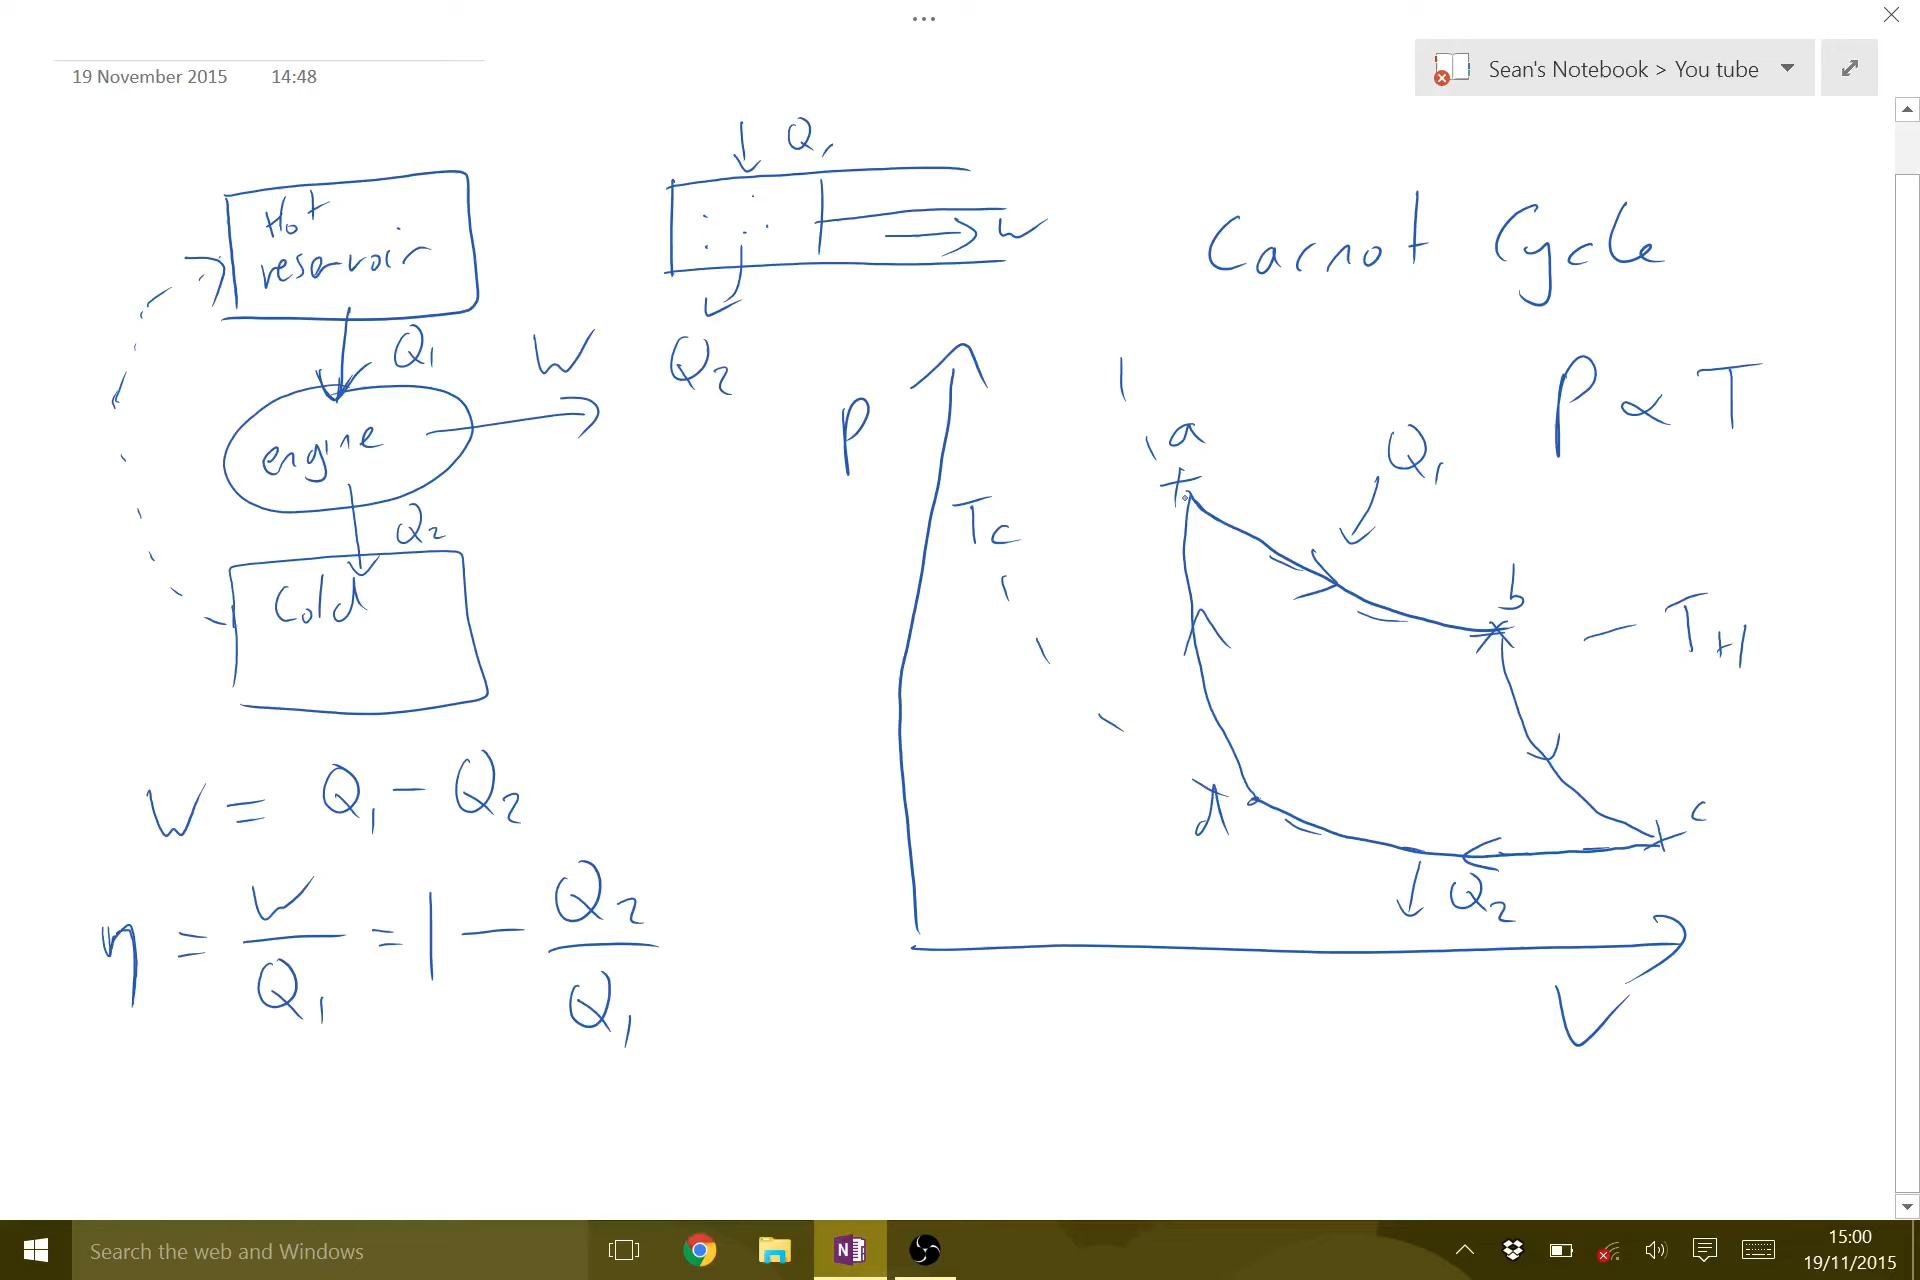 19 November 2015 14:48
Sean's Notebook > You tube
Q₁
Hot
reservoir
W
Carnot Cycle
Q₁
W
Q₂
P ∝ T
P
a
Q₁
engine
Tc
Q₂
b
Cold
T_H
W = Q₁ - Q₂
d
c
Q₂
η = W/Q₁ = 1 - Q₂/Q₁
V
Search the web and Windows
15:00
19/11/2015